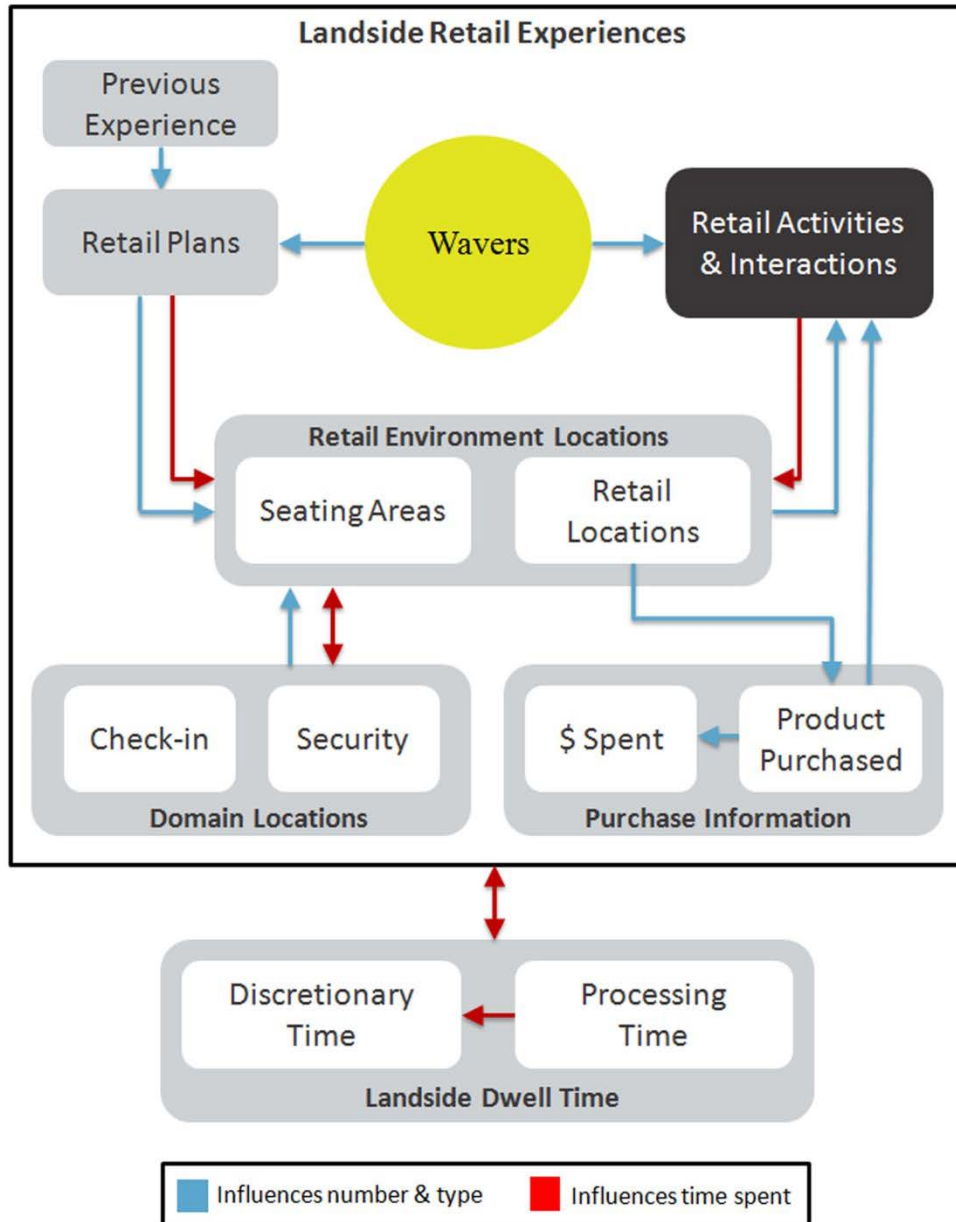 Landside Retail Experiences
Previous
Experience
Retail Plans
Wavers
Retail Activities
& Interactions
Retail Environment Locations
Seating Areas
Retail
Locations
Check-in
Security
Domain Locations
$ Spent
Product
Purchased
Purchase Information
Discretionary
Time
Processing
Time
Landside Dwell Time
Influences number & type
Influences time spent